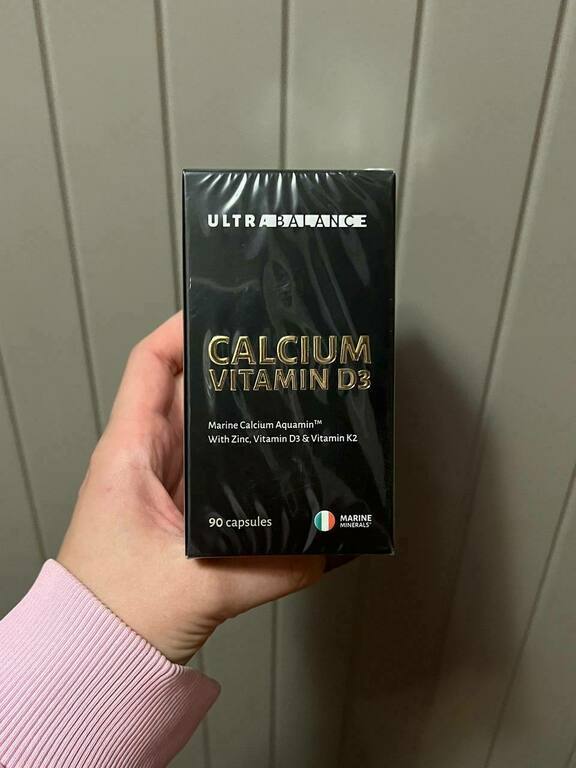 ULTRABALANCE
CALCIUM
VITAMIN D3
Marine Calcium Aquamin™
With Zinc, Vitamin D3 & Vitamin K2
90 capsules
MARINE
MINERALS*